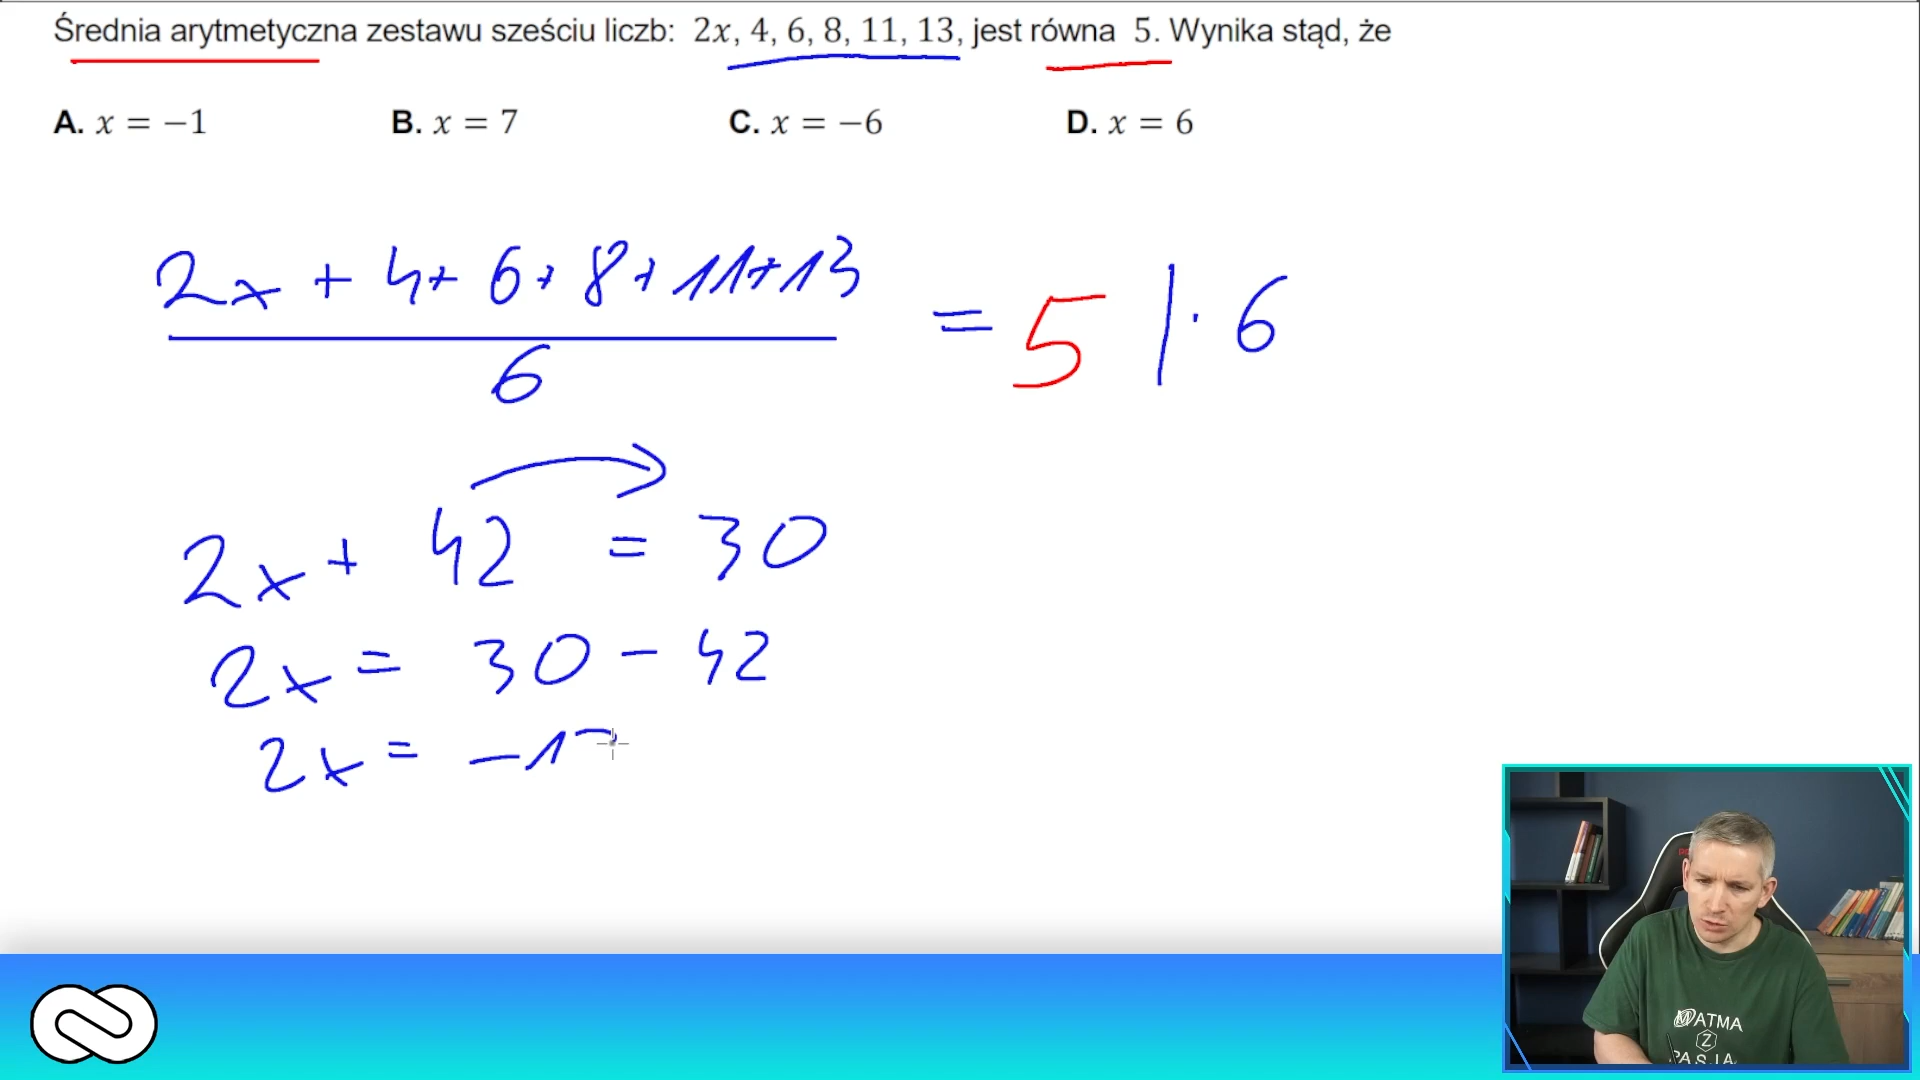 Średnia arytmetyczna zestawu sześciu liczb: 2x, 4, 6, 8, 11, 13, jest równa 5. Wynika stąd, że
A. x = −1 B. x = 7 C. x = −6 D. x = 6
2x + 4+ 6+ 8+ 11+13
= 5 | · 6
6
2x + 42 = 30
2x = 30 − 42
2x = −1
MATMA
Z
PASJĄ